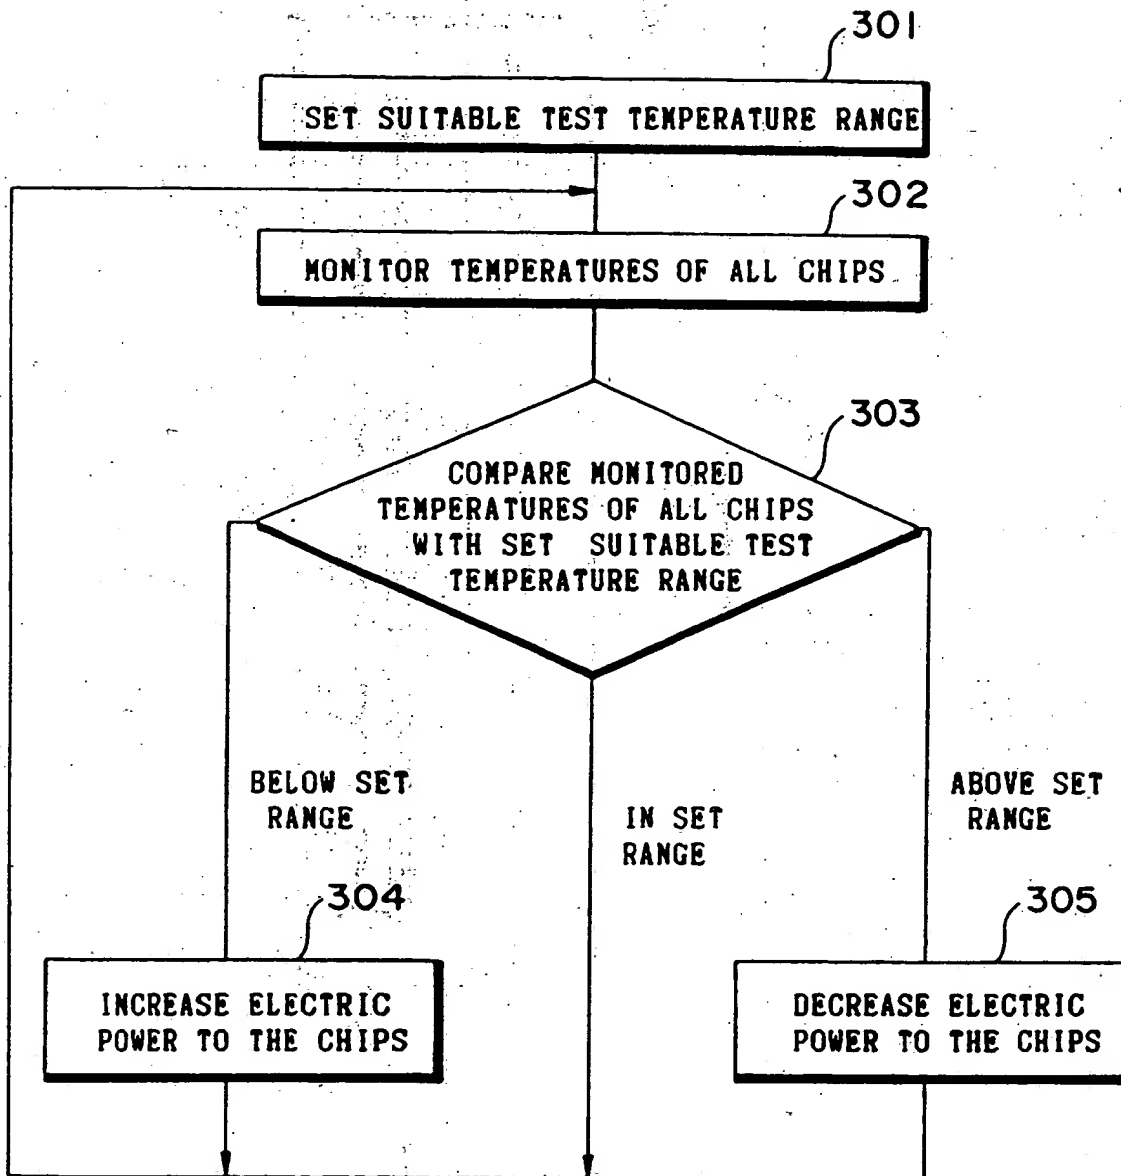 301
SET SUITABLE TEST TEMPERATURE RANGE
302
MONITOR TEMPERATURES OF ALL CHIPS
303
COMPARE MONITORED
TEMPERATURES OF ALL CHIPS
WITH SET SUITABLE TEST
TEMPERATURE RANGE
BELOW SET
RANGE
IN SET
RANGE
ABOVE SET
RANGE
304
INCREASE ELECTRIC
POWER TO THE CHIPS
305
DECREASE ELECTRIC
POWER TO THE CHIPS